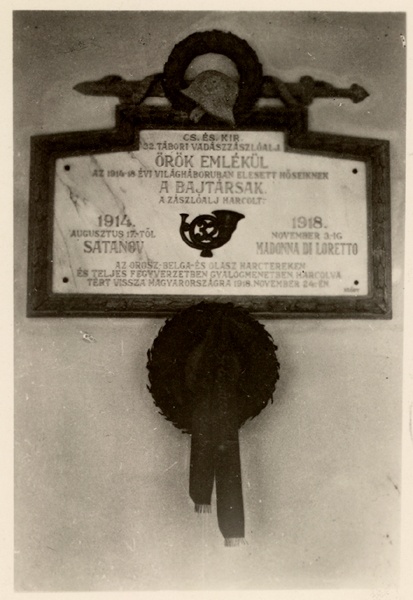 CS. ÉS. KIR.
32. TÁBORI VADÁSZZÁSZLÓALJ
ÖRÖK EMLÉKÜL
AZ 1914-18 ÉVI VILÁGHÁBORUBAN ELESETT HŐSEINEK
A BAJTÁRSAK.
A ZÁSZLÓALJ HARCOLT:
1914.
AUGUSZTUS 17-TŐL
SATANOV
1918.
NOVEMBER 3-IG
MADONNA DI LORETTO
AZ OROSZ-BELGA-ÉS OLASZ HARCTEREKEN
ÉS TELJES FEGYVERZETBEN GYALOGMENETBEN HARCOLVA
TÉRT VISSZA MAGYARORSZÁGRA 1918. NOVEMBER 24-ÉN.